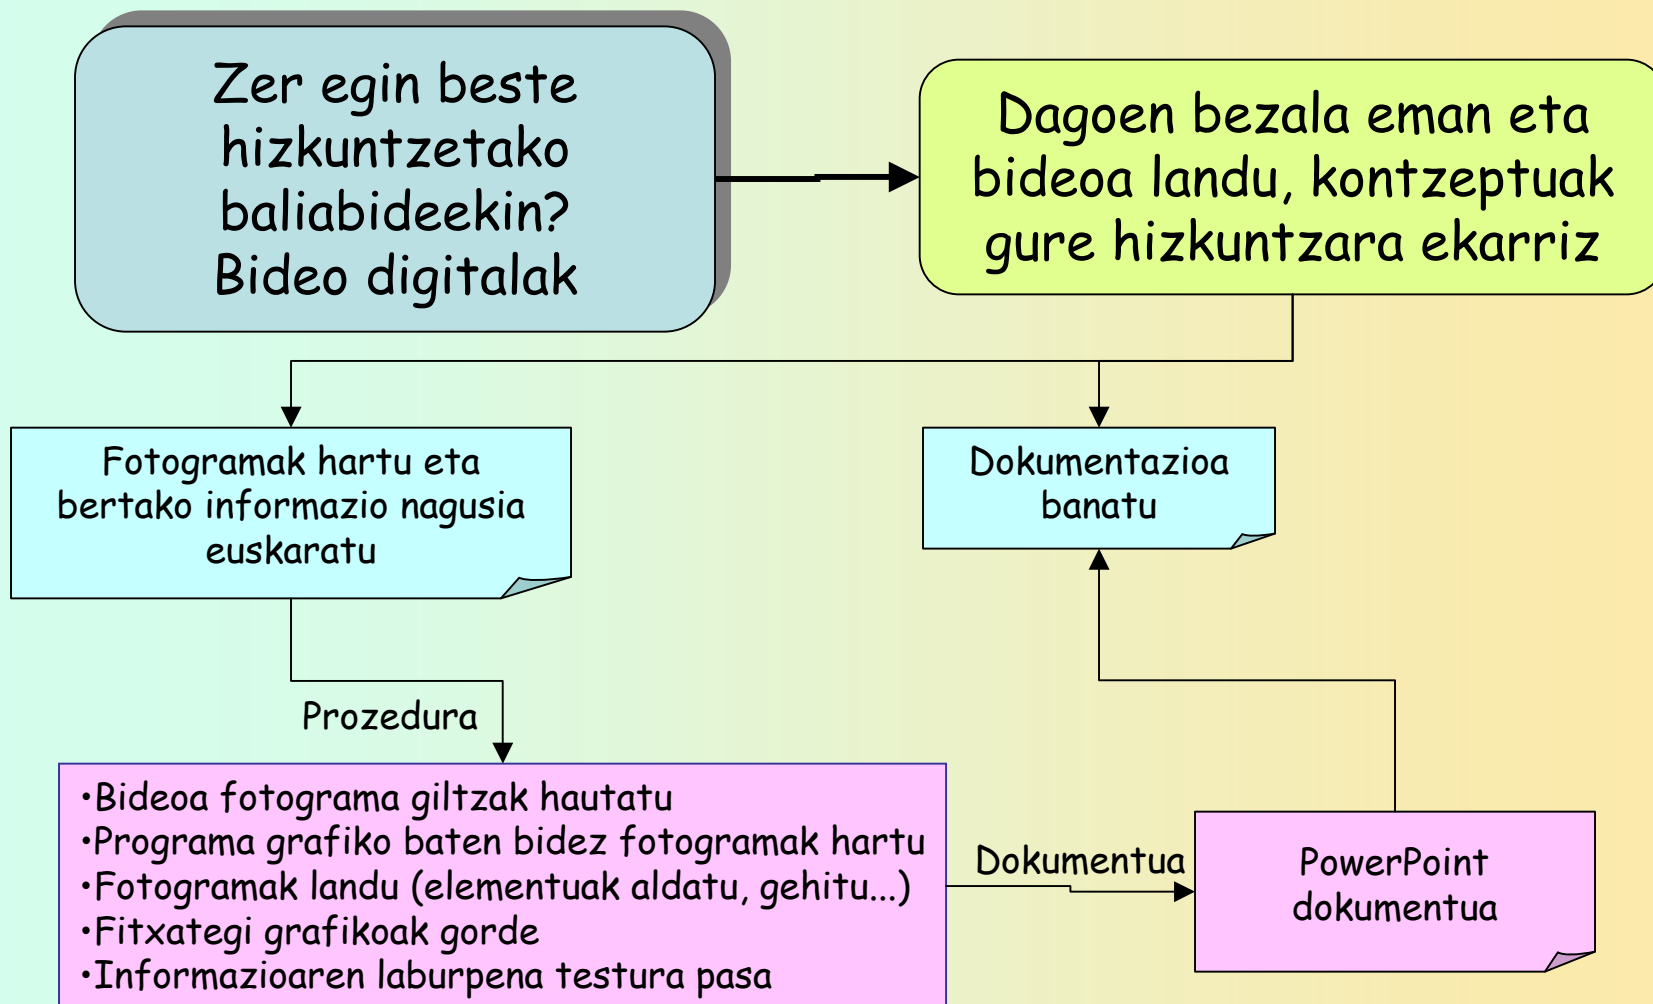 Zer egin beste
hizkuntzetako
baliabideekin?
Bideo digitalak
Dagoen bezala eman eta
bideoa landu, kontzeptuak
gure hizkuntzara ekarriz
Fotogramak hartu eta
bertako informazio nagusia
euskaratu
Dokumentazioa
banatu
Prozedura
•Bideoa fotograma giltzak hautatu
•Programa grafiko baten bidez fotogramak hartu
•Fotogramak landu (elementuak aldatu, gehitu...)
•Fitxategi grafikoak gorde
•Informazioaren laburpena testura pasa
Dokumentua
PowerPoint
dokumentua